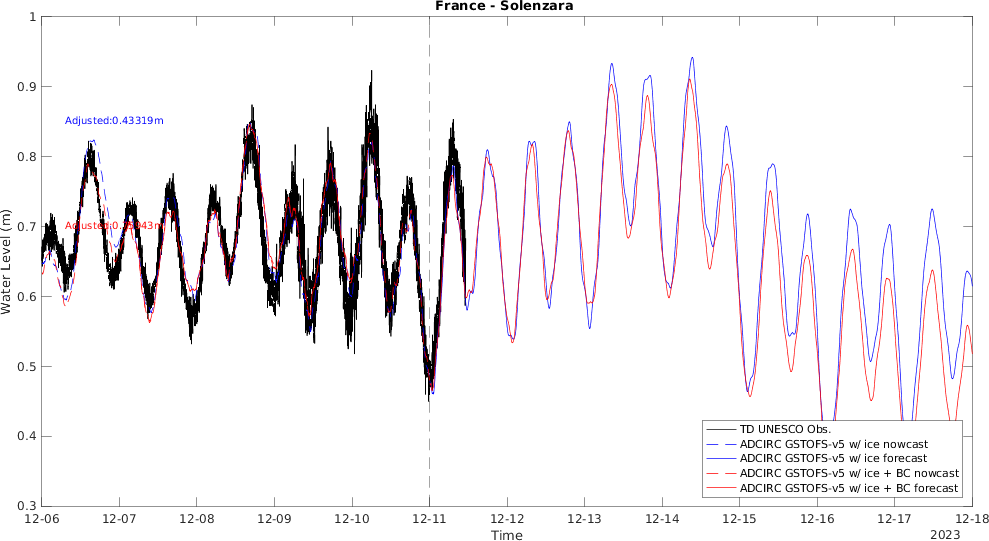 France - Solenzara
Water Level (m)
1
0.9
0.8
0.7
0.6
0.5
0.4
0.3
Adjusted:0.43319m
12-06
12-07
12-08
12-09
12-10
12-11
12-12
12-13
12-14
12-15
12-16
12-17
12-18
Time
2023
TD UNESCO Obs.
ADCIRC GSTOFS-v5 w/ ice nowcast
ADCIRC GSTOFS-v5 w/ ice forecast
ADCIRC GSTOFS-v5 w/ ice + BC nowcast
ADCIRC GSTOFS-v5 w/ ice + BC forecast